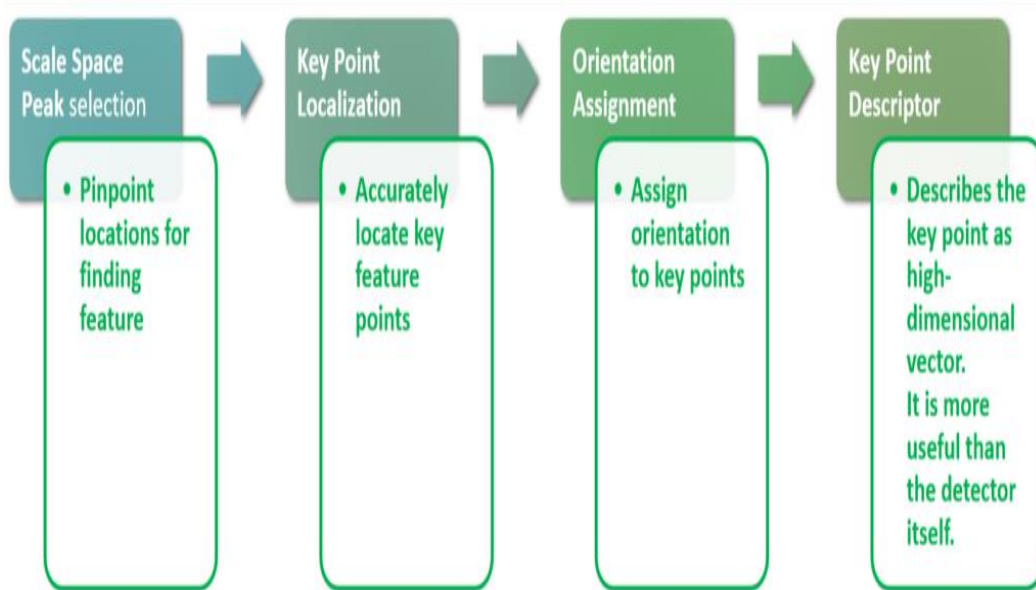 Scale Space
Peak selection
• Pinpoint
locations for
finding
feature
Key Point
Localization
• Accurately
locate key
feature
points
Orientation
Assignment
• Assign
orientation
to key points
Key Point
Descriptor
• Describes the
key point as
high-
dimensional
vector.
It is more
useful than
the detector
itself.